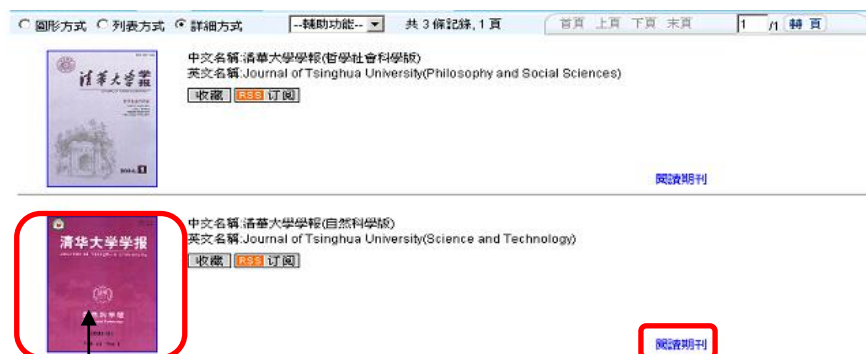 圖形方式 列表方式 詳細方式 --輔助功能-- 共 3 條記錄,1 頁 首頁 上頁 下頁 末頁 1 /1 轉 頁
清華大學學報
中文名稱:清華大學學報(哲學社會科學版)
英文名稱:Journal of Tsinghua University(Philosophy and Social Sciences)
收藏 RSS 订阅
閱讀期刊
清华大学学报
中文名稱:清華大學學報(自然科學版)
英文名稱:Journal of Tsinghua University(Science and Technology)
收藏 RSS 订阅
閱讀期刊